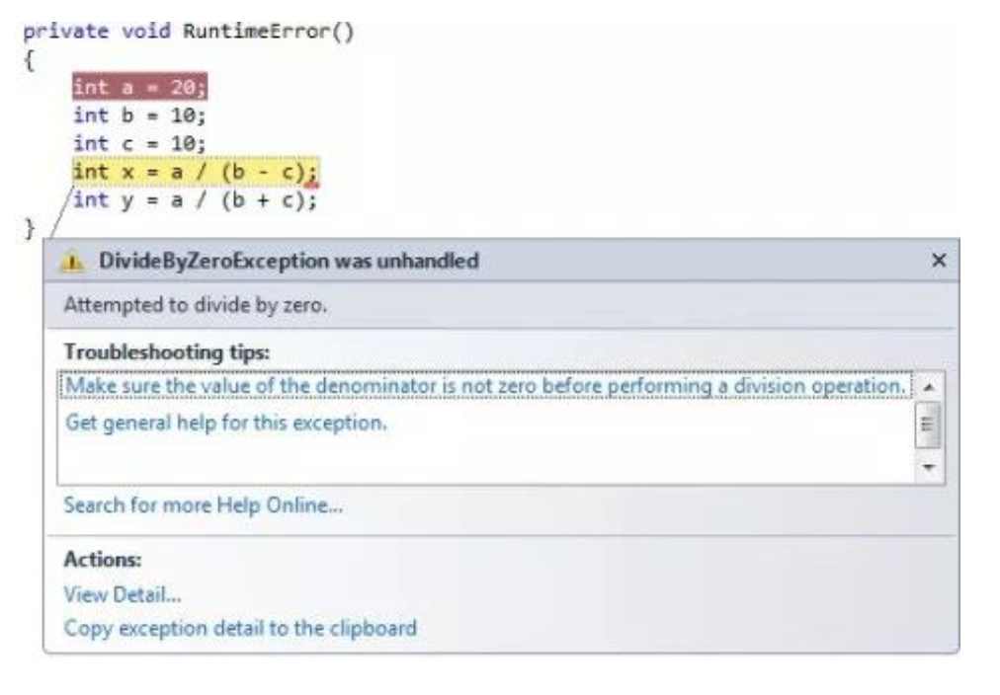 private void RuntimeError()
{
int a = 20;
int b = 10;
int c = 10;
int x = a / (b - c);
int y = a / (b + c);
}
DivideByZeroException was unhandled
Attempted to divide by zero.
Troubleshooting tips:
Make sure the value of the denominator is not zero before performing a division operation.
Get general help for this exception.
Search for more Help Online...
Actions:
View Detail...
Copy exception detail to the clipboard